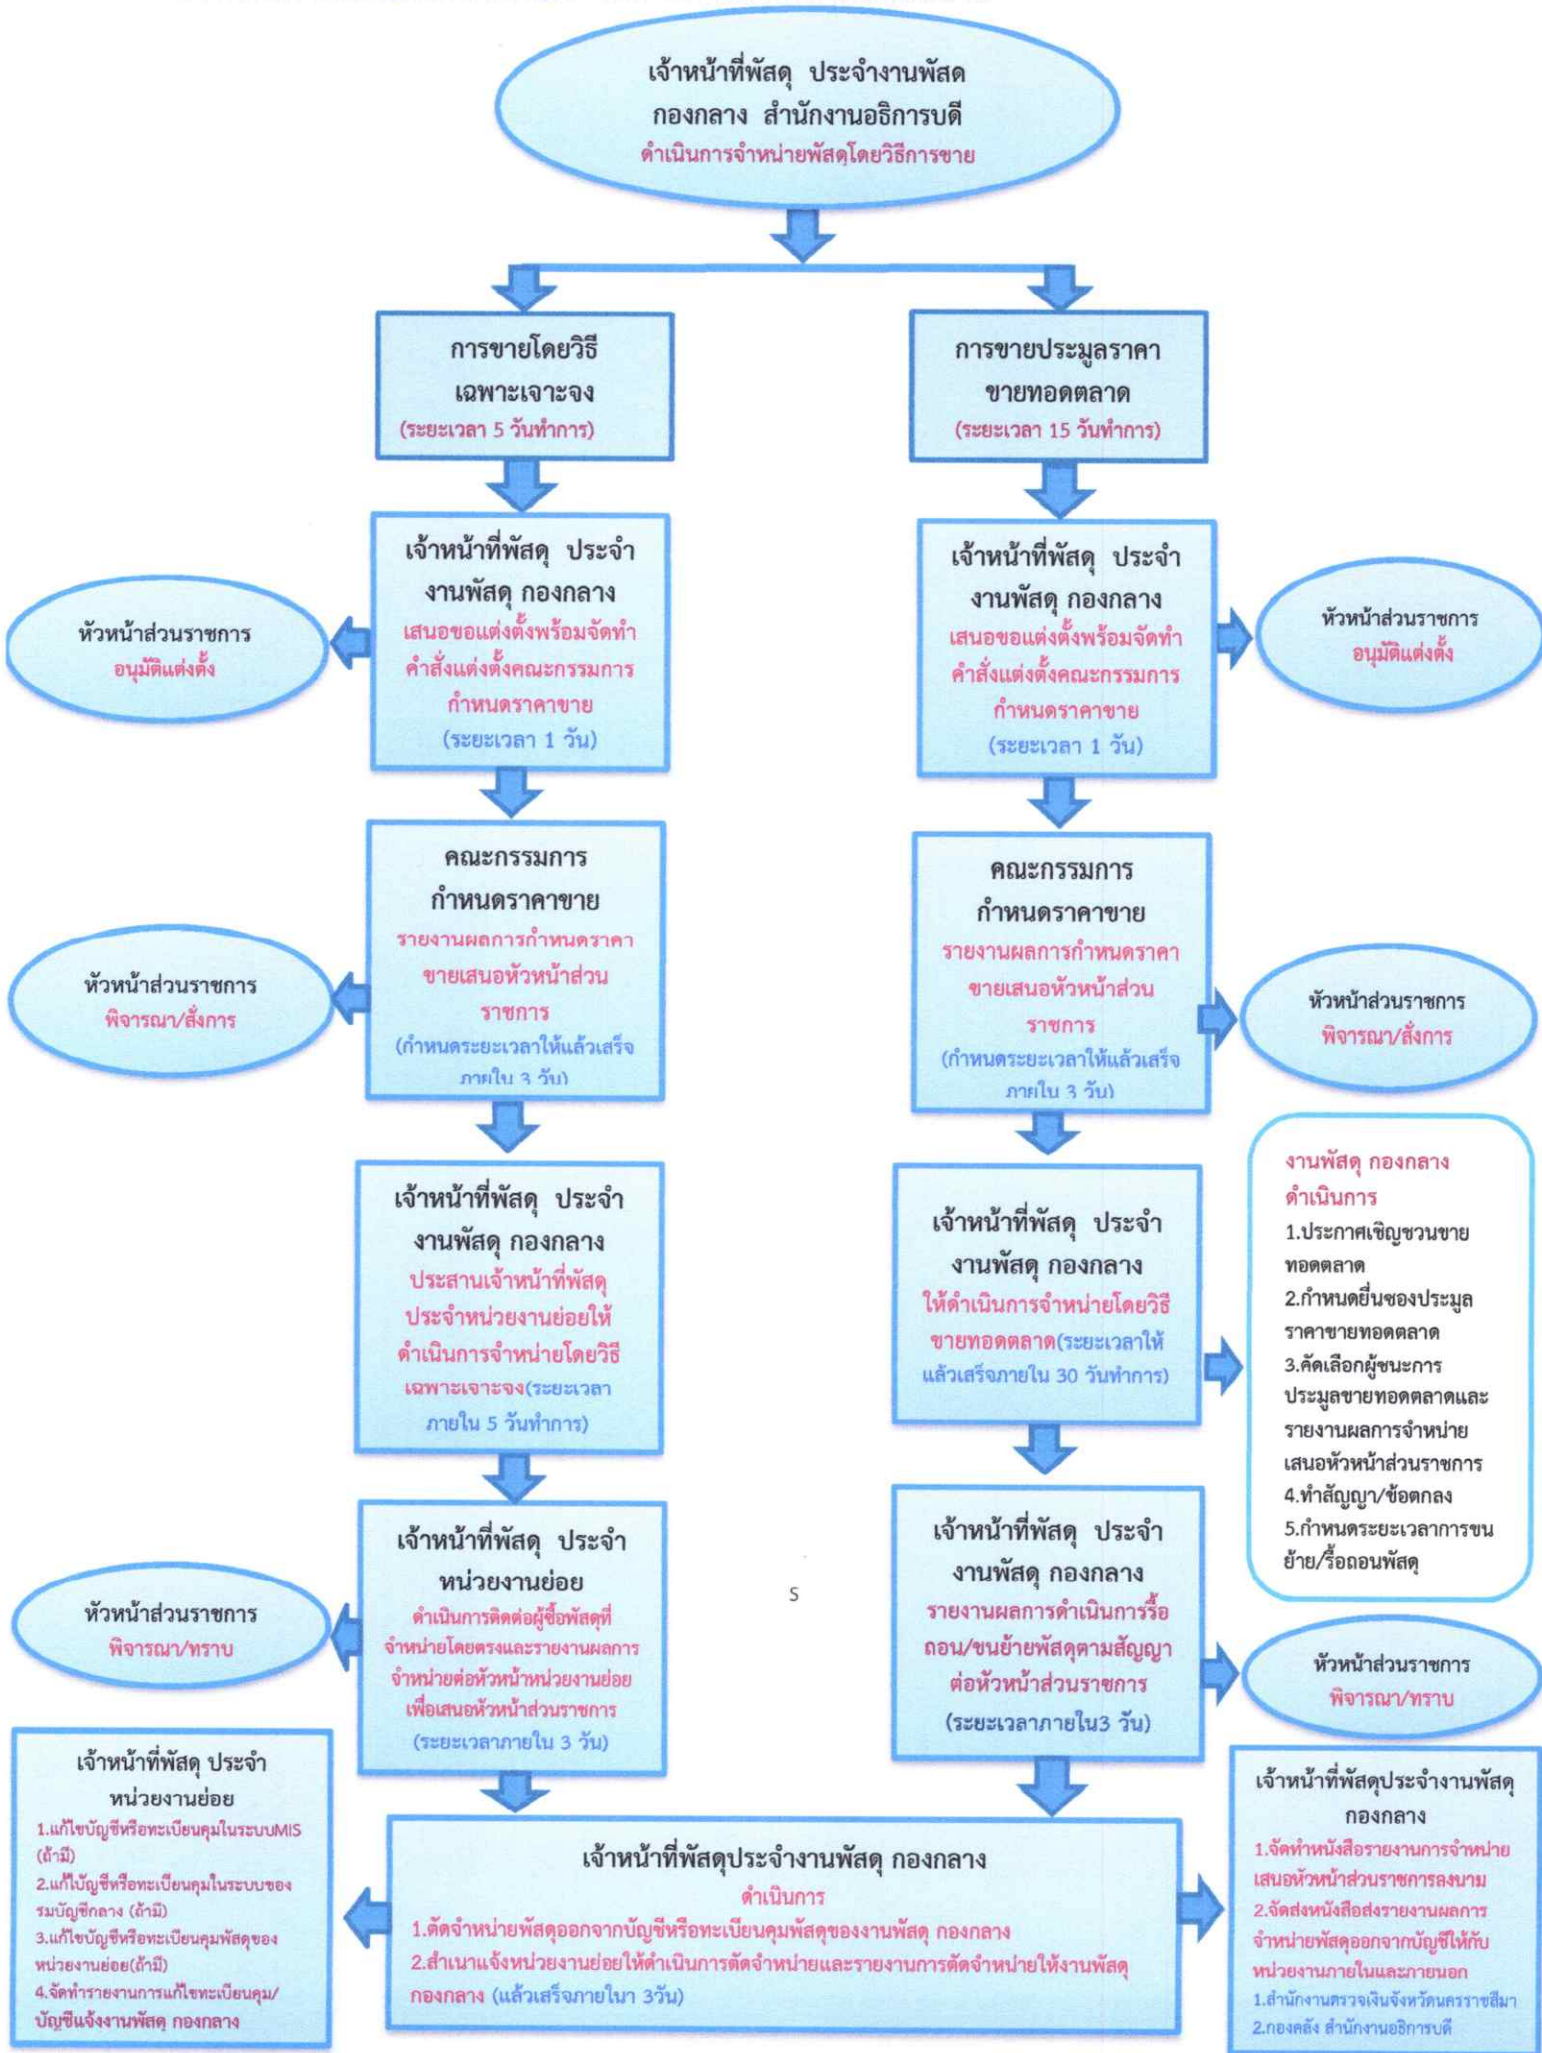 เจ้าหน้าที่พัสดุ ประจำงานพัสด
กองกลาง สำนักงานอธิการบดี
ดำเนินการจำหน่ายพัสดุโดยวิธีการขาย
การขายโดยวิธี
เฉพาะเจาะจง
(ระยะเวลา 5 วันทำการ)
การขายประมูลราคา
ขายทอดตลาด
(ระยะเวลา 15 วันทำการ)
เจ้าหน้าที่พัสดุ ประจำ
งานพัสดุ กองกลาง
เสนอขอแต่งตั้งพร้อมจัดทำ
คำสั่งแต่งตั้งคณะกรรมการ
กำหนดราคาขาย
(ระยะเวลา 1 วัน)
หัวหน้าส่วนราชการ
อนุมัติแต่งตั้ง
เจ้าหน้าที่พัสดุ ประจำ
งานพัสดุ กองกลาง
เสนอขอแต่งตั้งพร้อมจัดทำ
คำสั่งแต่งตั้งคณะกรรมการ
กำหนดราคาขาย
(ระยะเวลา 1 วัน)
หัวหน้าส่วนราชการ
อนุมัติแต่งตั้ง
คณะกรรมการ
กำหนดราคาขาย
รายงานผลการกำหนดราคา
ขายเสนอหัวหน้าส่วน
ราชการ
(กำหนดระยะเวลาให้แล้วเสร็จ
ภายใน 3 วัน)
หัวหน้าส่วนราชการ
พิจารณา/สั่งการ
คณะกรรมการ
กำหนดราคาขาย
รายงานผลการกำหนดราคา
ขายเสนอหัวหน้าส่วน
ราชการ
(กำหนดระยะเวลาให้แล้วเสร็จ
ภายใน 3 วัน)
หัวหน้าส่วนราชการ
พิจารณา/สั่งการ
เจ้าหน้าที่พัสดุ ประจำ
งานพัสดุ กองกลาง
ประสานเจ้าหน้าที่พัสดุ
ประจำหน่วยงานย่อยให้
ดำเนินการจำหน่ายโดยวิธี
เฉพาะเจาะจง(ระยะเวลา
ภายใน 5 วันทำการ)
เจ้าหน้าที่พัสดุ ประจำ
งานพัสดุ กองกลาง
ให้ดำเนินการจำหน่ายโดยวิธี
ขายทอดตลาด(ระยะเวลาให้
แล้วเสร็จภายใน 30 วันทำการ)
งานพัสดุ กองกลาง
ดำเนินการ
1.ประกาศเชิญชวนขาย
ทอดตลาด
2.กำหนดยื่นซองประมูล
ราคาขายทอดตลาด
3.คัดเลือกผู้ชนะการ
ประมูลขายทอดตลาดและ
รายงานผลการจำหน่าย
เสนอหัวหน้าส่วนราชการ
4.ทำสัญญา/ข้อตกลง
5.กำหนดระยะเวลาการขน
ย้าย/รื้อถอนพัสดุ
เจ้าหน้าที่พัสดุ ประจำ
หน่วยงานย่อย
ดำเนินการติดต่อผู้ซื้อพัสดุที่
จำหน่ายโดยตรงและรายงานผลการ
จำหน่ายต่อหัวหน้าหน่วยงานย่อย
เพื่อเสนอหัวหน้าส่วนราชการ
(ระยะเวลาภายใน 3 วัน)
หัวหน้าส่วนราชการ
พิจารณา/ทราบ
S
เจ้าหน้าที่พัสดุ ประจำ
งานพัสดุ กองกลาง
รายงานผลการดำเนินการรื้อ
ถอน/ขนย้ายพัสดุตามสัญญา
ต่อหัวหน้าส่วนราชการ
(ระยะเวลาภายใน3 วัน)
หัวหน้าส่วนราชการ
พิจารณา/ทราบ
เจ้าหน้าที่พัสดุ ประจำ
หน่วยงานย่อย
1.แก้ไขบัญชีหรือทะเบียนคุมในระบบMIS
(ถ้ามี)
2.แก้ไบัญชีหรือทะเบียนคุมในระบบของ
รมบัญชีกลาง (ถ้ามี)
3.แก้ไขบัญชีหรือทะเบียนคุมพัสดุของ
หน่วยงานย่อย(ถ้ามี)
4.จัดทำรายงานการแก้ไขทะเบียนคุม/
บัญชีแจ้งงานพัสดุ กองกลาง
เจ้าหน้าที่พัสดุประจำงานพัสดุ กองกลาง
ดำเนินการ
1.ตัดจำหน่ายพัสดุออกจากบัญชีหรือทะเบียนคุมพัสดุของงานพัสดุ กองกลาง
2.สำเนาแจ้งหน่วยงานย่อยให้ดำเนินการตัดจำหน่ายและรายงานการตัดจำหน่ายให้งานพัสดุ
กองกลาง (แล้วเสร็จภายในา 3วัน)
เจ้าหน้าที่พัสดุประจำงานพัสดุ
กองกลาง
1.จัดทำหนังสือรายงานการจำหน่าย
เสนอหัวหน้าส่วนราชการลงนาม
2.จัดส่งหนังสือส่งรายงานผลการ
จำหน่ายพัสดุออกจากบัญชีให้กับ
หน่วยงานภายในและภายนอก
1.สำนักงานตรวจเงินจังหวัดนครราชสีมา
2.กองคลัง สำนักงานอธิการบดี